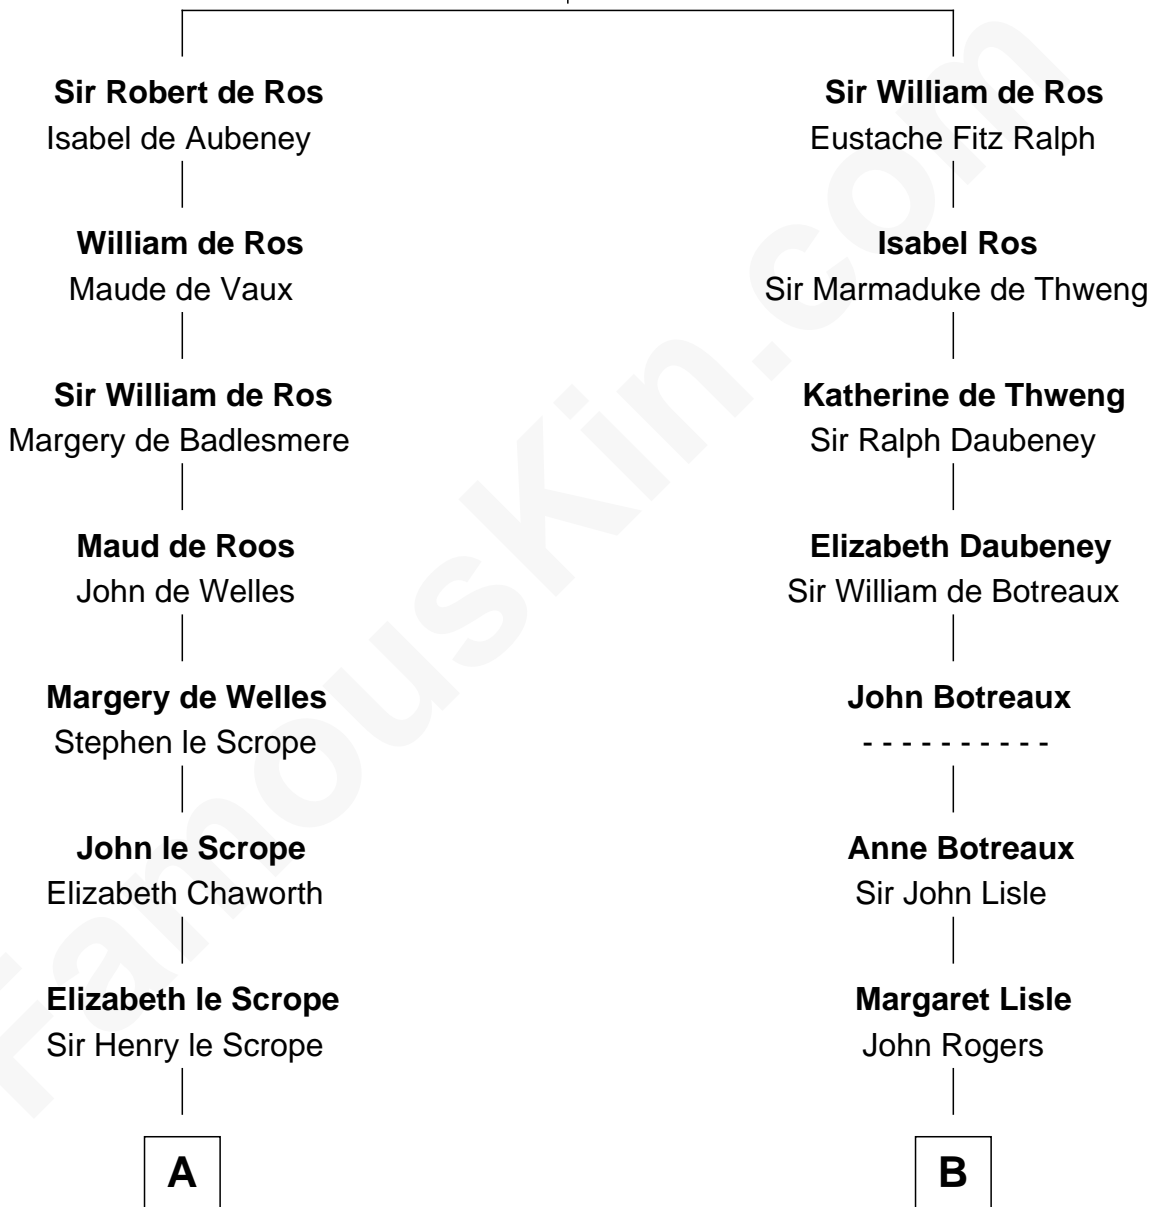 Sir Robert de Ros
Isabel de Aubeney
William de Ros
Maude de Vaux
Sir William de Ros
Margery de Badlesmere
Maud de Roos
John de Welles
Margery de Welles
Stephen le Scrope
John le Scrope
Elizabeth Chaworth
Elizabeth le Scrope
Sir Henry le Scrope
A
Sir William de Ros
Eustache Fitz Ralph
Isabel Ros
Sir Marmaduke de Thweng
Katherine de Thweng
Sir Ralph Daubeney
Elizabeth Daubeney
Sir William de Botreaux
John Botreaux
- - - - - - - - - -
Anne Botreaux
Sir John Lisle
Margaret Lisle
John Rogers
B
FamousKin.com